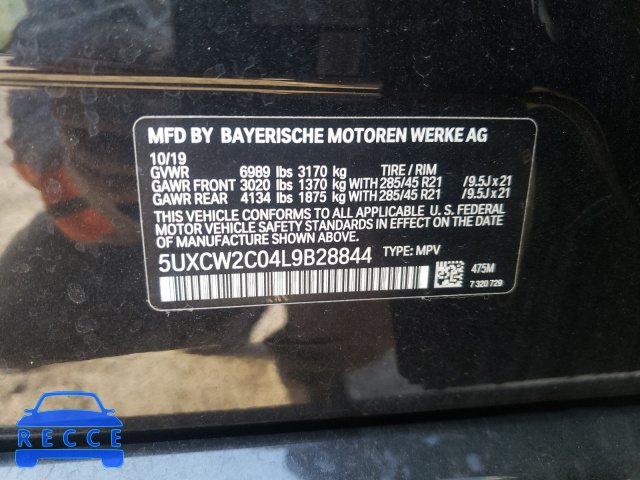 MFD BY BAYERISCHE MOTOREN WERKE AG
10/19
GVWR 6989 lbs 3170 kg TIRE / RIM
GAWR FRONT 3020 lbs 1370 kg WITH 285/45 R21 /9.5J x 21
GAWR REAR 4134 lbs 1875 kg WITH 285/45 R21 /9.5J x 21
THIS VEHICLE CONFORMS TO ALL APPLICABLE U. S. FEDERAL
MOTOR VEHICLE SAFETY STANDARDS IN EFFECT ON THE
DATE OF MANUFACTURE SHOWN ABOVE.
5UXCW2C04L9B28844 TYPE: MPV
475M
7 320 729
RECCE